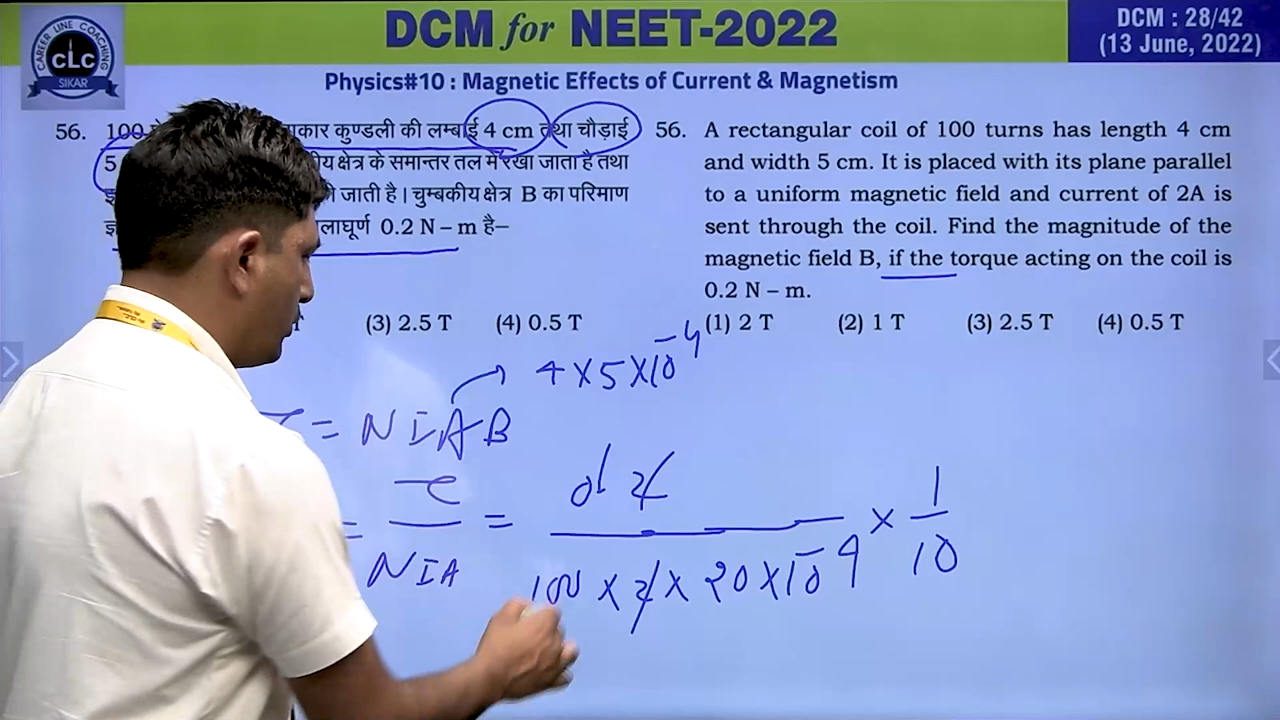 DCM for NEET-2022
DCM : 28/42
(13 June, 2022)
CAREER LINE COACHING
CLC
SIKAR
Physics#10 : Magnetic Effects of Current & Magnetism
56. 100 कुण्डली की लम्बाई 4 cm तथा चौड़ाई
5 क्षेत्र के समान्तर तल में रखा जाता है तथा
जाती है। चुम्बकीय क्षेत्र B का परिमाण
0.2 N – m है–
(3) 2.5 T (4) 0.5 T
56. A rectangular coil of 100 turns has length 4 cm
and width 5 cm. It is placed with its plane parallel
to a uniform magnetic field and current of 2A is
sent through the coil. Find the magnitude of the
magnetic field B, if the torque acting on the coil is
0.2 N – m.
(1) 2 T (2) 1 T (3) 2.5 T (4) 0.5 T
4×5×10⁻⁴
= NIAB
τ/NIA = 0.2/(100×2×20×10⁻⁴) × 1/10